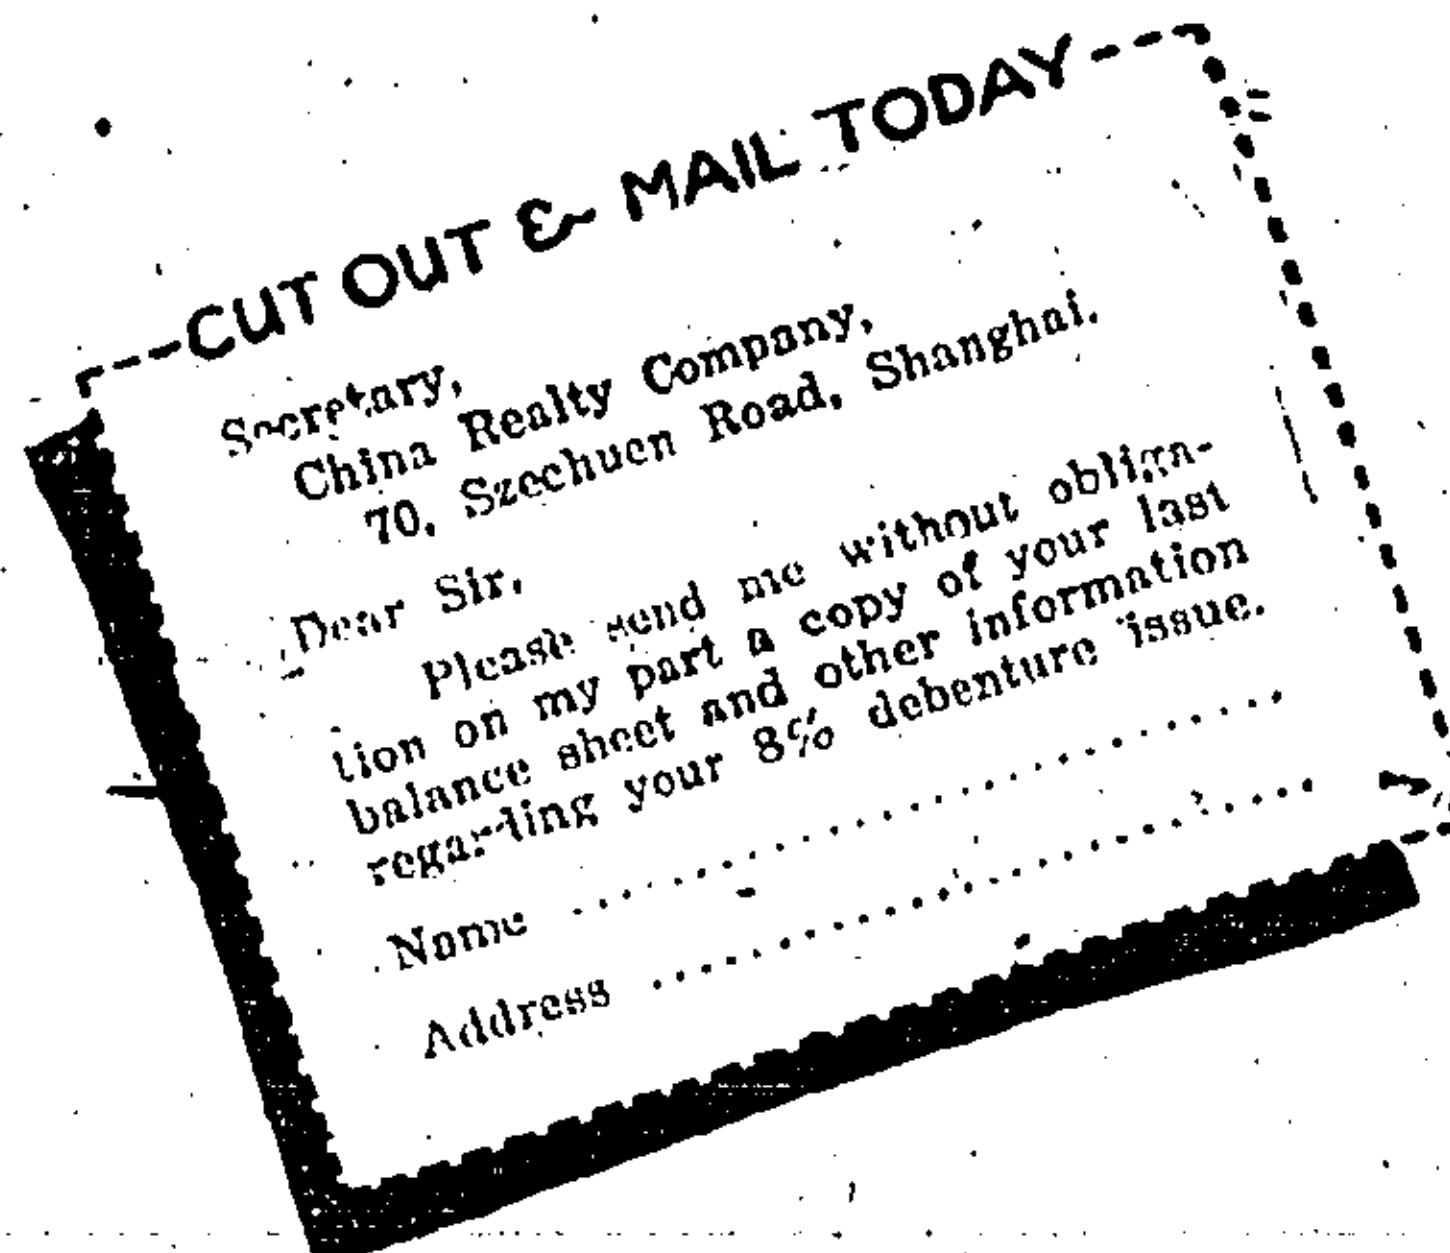 CUT OUT & MAIL TODAY
Secretary,
China Realty Company,
70, Szechuen Road, Shanghai.
Dear Sir,
Please send me without obliga-
tion on my part a copy of your last
balance sheet and other information
regarding your 8% debenture issue.
Name ..............................
Address ..............................